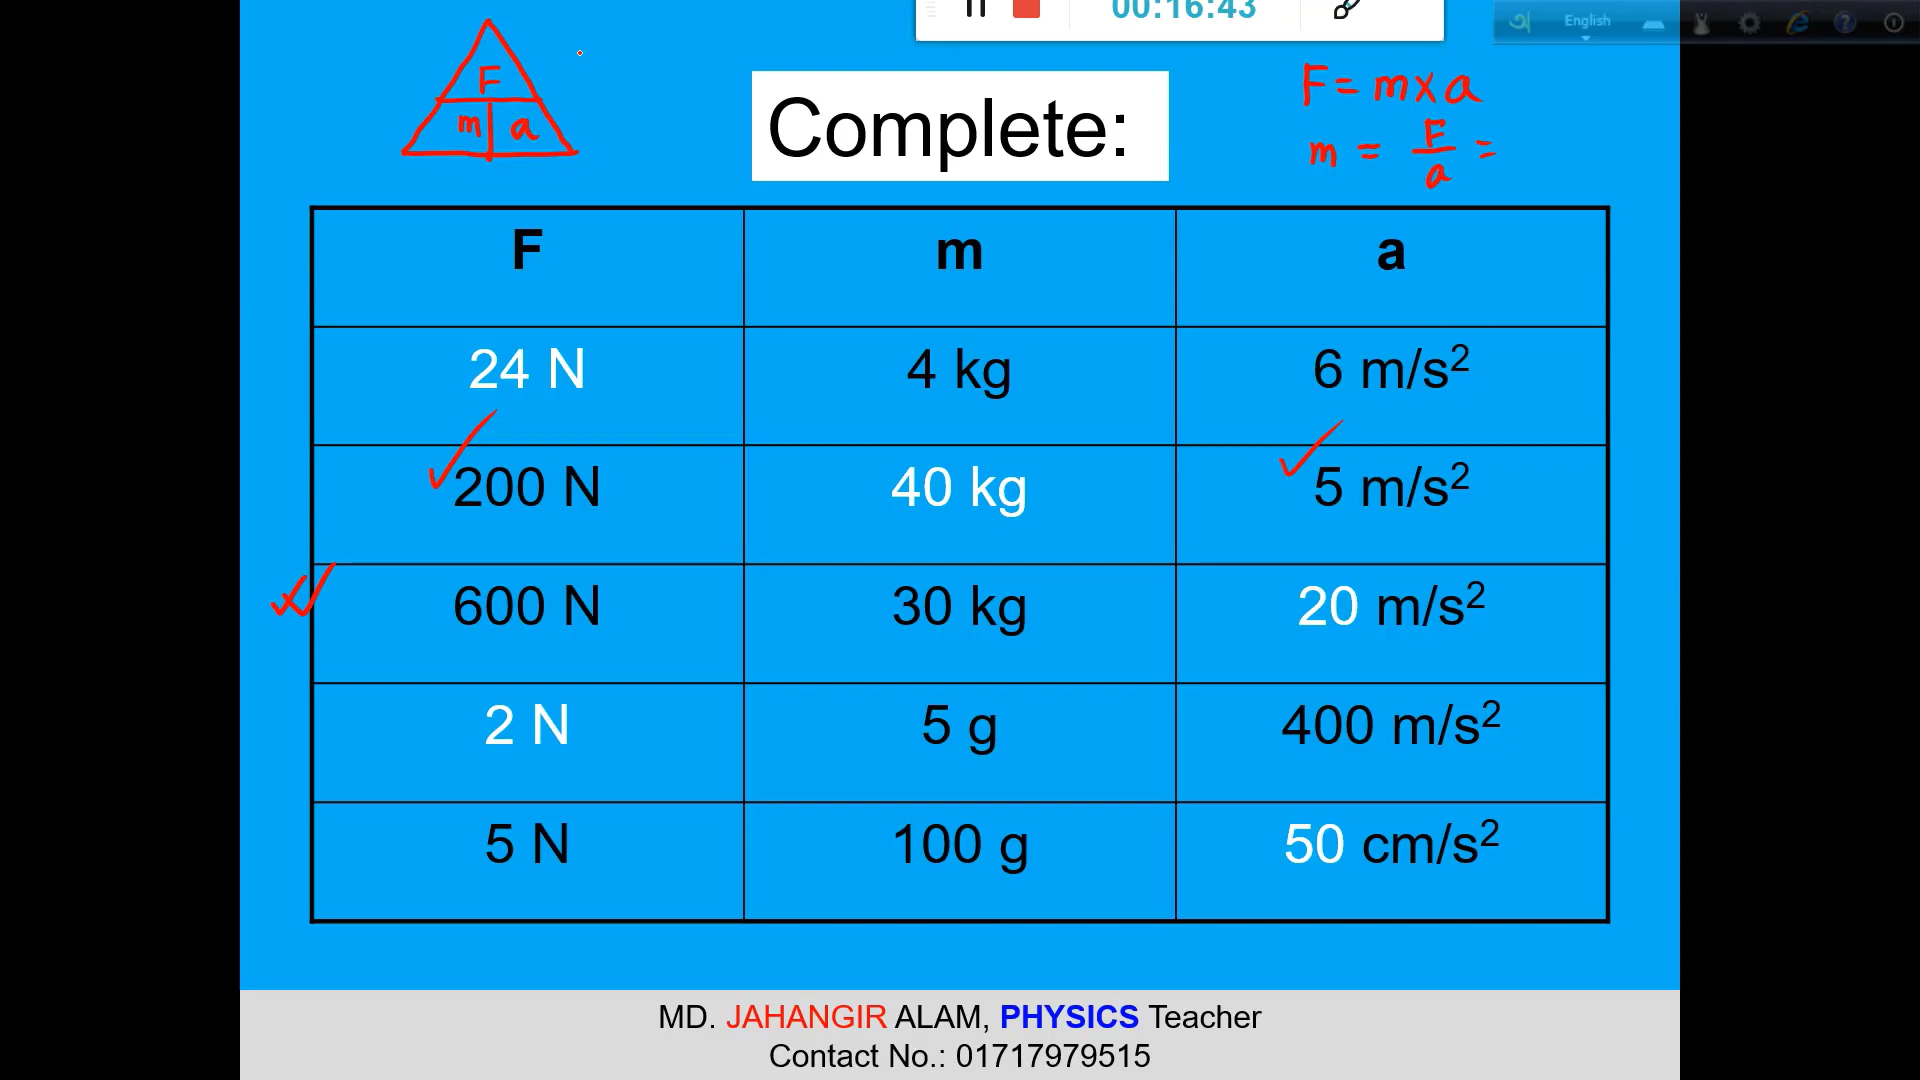 00:16:43
English
F
m a
F = m x a
m = F/a =
Complete:
F m a
24 N 4 kg 6 m/s²
200 N 40 kg 5 m/s²
600 N 30 kg 20 m/s²
2 N 5 g 400 m/s²
5 N 100 g 50 cm/s²
MD. JAHANGIR ALAM, PHYSICS Teacher
Contact No.: 01717979515